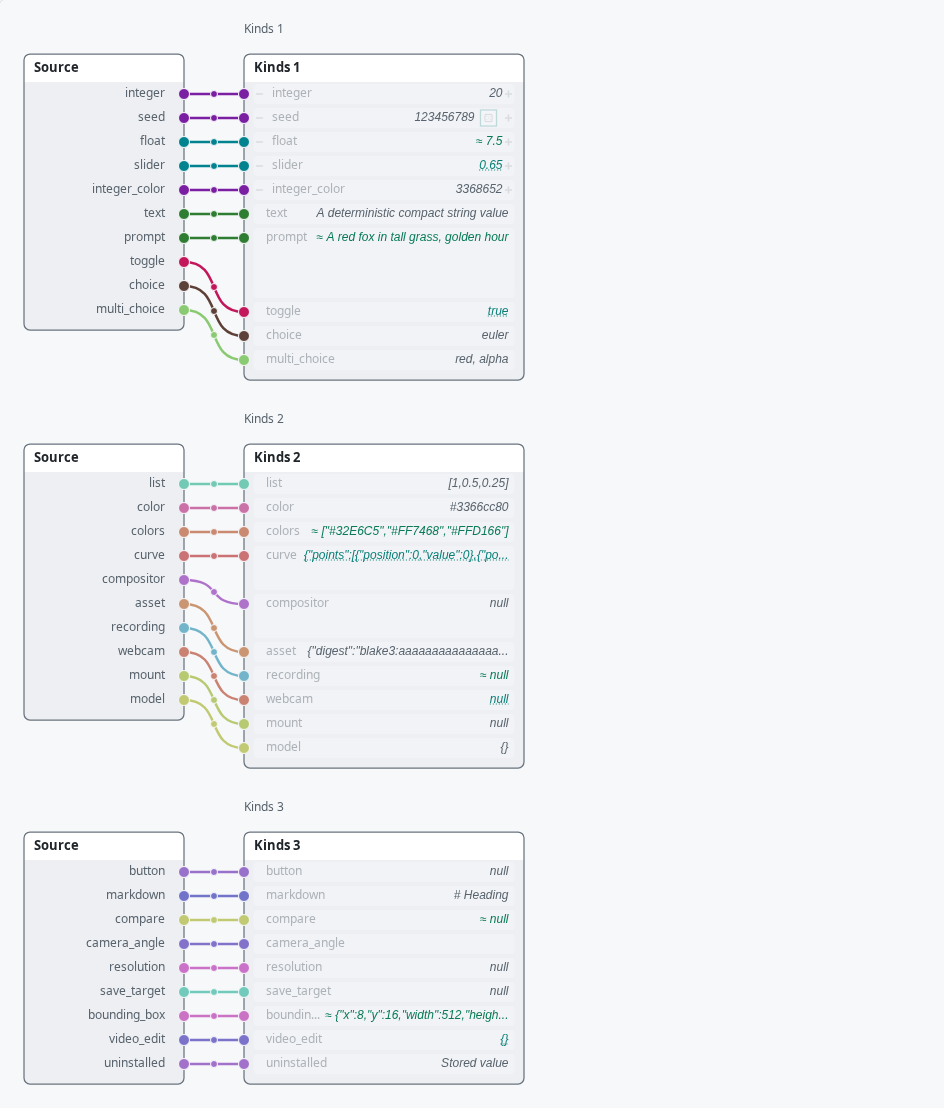 Kinds 1
Source
Kinds 1
integer
integer 20
seed
seed 123456789
float
float ≈ 7.5
slider
slider 0.65
integer_color
integer_color 3368652
text
text A deterministic compact string value
prompt
prompt ≈ A red fox in tall grass, golden hour
toggle
choice
multi_choice
toggle true
choice euler
multi_choice red, alpha
Kinds 2
Source
Kinds 2
list
list [1,0.5,0.25]
color
color #3366cc80
colors
colors ≈ ["#32E6C5","#FF7468","#FFD166"]
curve
curve {"points":[{"position":0,"value":0},{"po...
compositor
asset
compositor null
recording
webcam
asset {"digest":"blake3:aaaaaaaaaaaaaaa...
mount
recording ≈ null
model
webcam null
mount null
model {}
Kinds 3
Source
Kinds 3
button
button null
markdown
markdown # Heading
compare
compare ≈ null
camera_angle
camera_angle
resolution
resolution null
save_target
save_target null
bounding_box
boundin... ≈ {"x":8,"y":16,"width":512,"heigh...
video_edit
video_edit {}
uninstalled
uninstalled Stored value